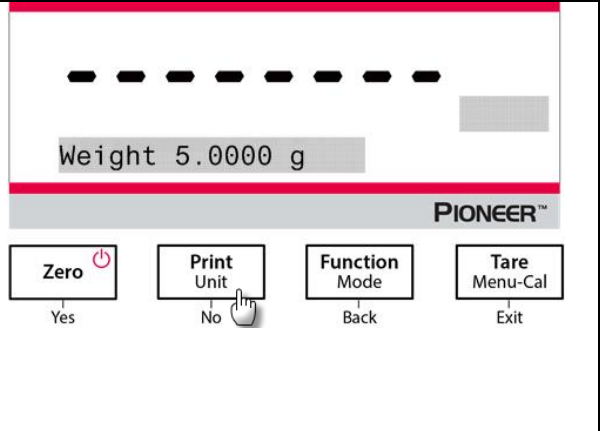 --------
Weight 5.0000 g
PIONEER™
Zero
Print
Unit
Function
Mode
Tare
Menu-Cal
Yes
No
Back
Exit